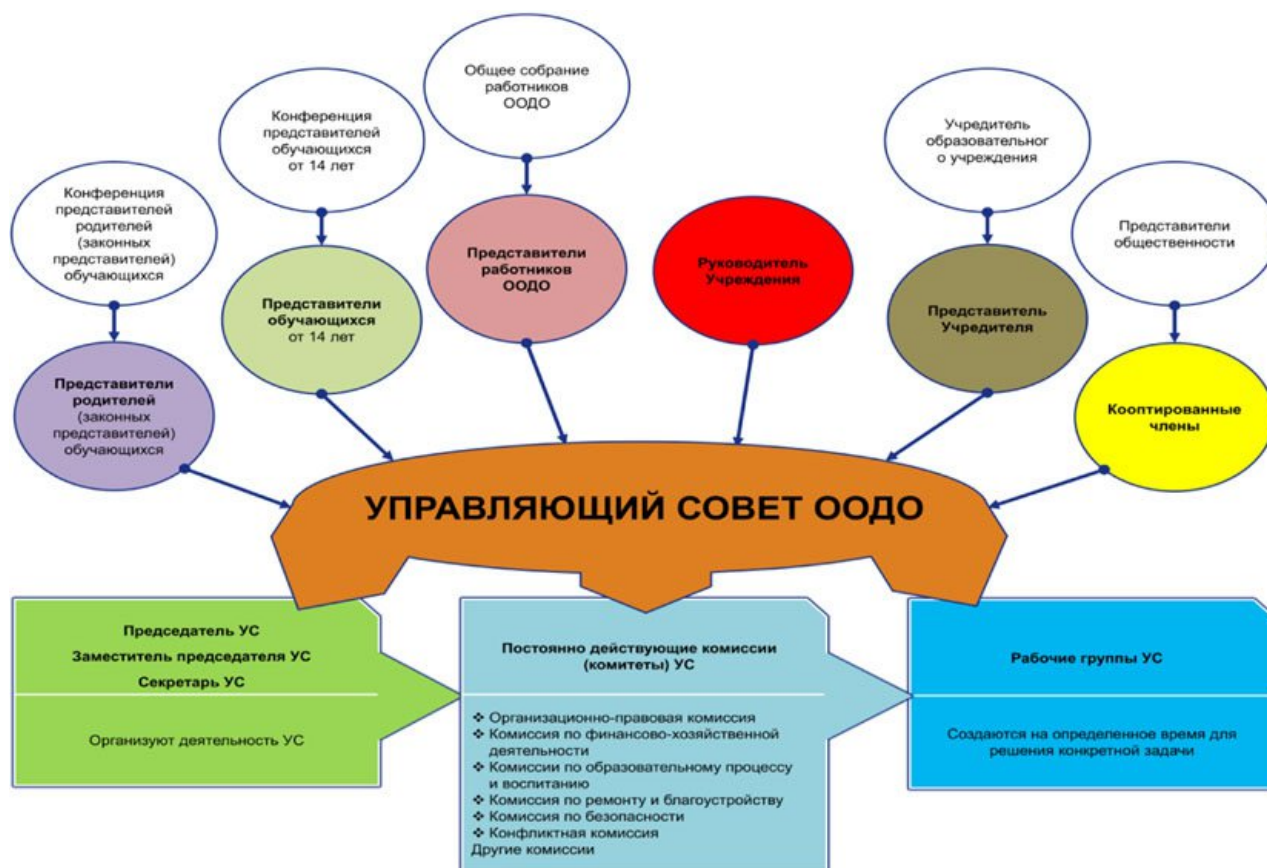 Общее собрание
работников
ООДО
Конференция
представителей
обучающихся
от 14 лет
Учредитель
образовательног
о учреждения
Конференция
представителей
родителей
(законных
представителей)
обучающихся
Представители
общественности
Представители
работников
ООДО
Руководитель
Учреждения
Представители
обучающихся
от 14 лет
Представитель
Учредителя
Представители
родителей
(законных
представителей)
обучающихся
Кооптированные
члены
УПРАВЛЯЮЩИЙ СОВЕТ ООДО
Председатель УС
Заместитель председателя УС
Секретарь УС
Организуют деятельность УС
Постоянно действующие комиссии
(комитеты) УС
❖ Организационно-правовая комиссия
❖ Комиссия по финансово-хозяйственной
деятельности
❖ Комиссии по образовательному процессу
и воспитанию
❖ Комиссия по ремонту и благоустройству
❖ Комиссия по безопасности
❖ Конфликтная комиссия
Другие комиссии
Рабочие группы УС
Создаются на определенное время для
решения конкретной задачи